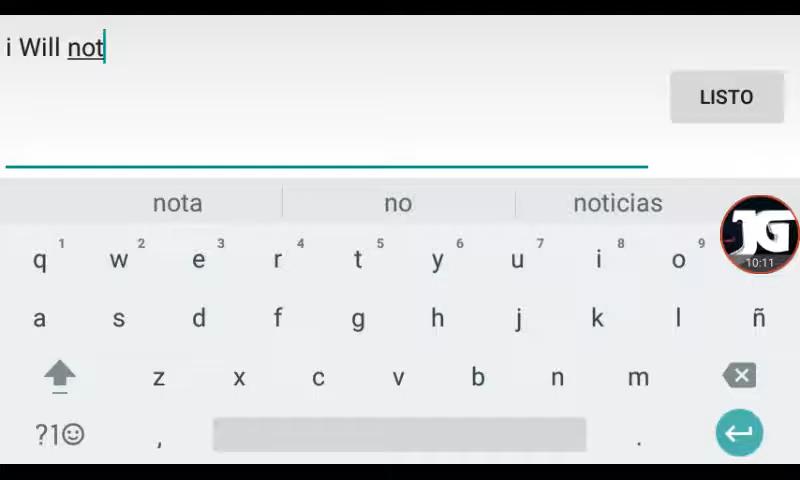 i Will not
LISTO
nota no noticias
q 1 w 2 e 3 r 4 t 5 y 6 u 7 i 8 o 9
JG
10:11
a s d f g h j k l ñ
z x c v b n m
?1☺ , .